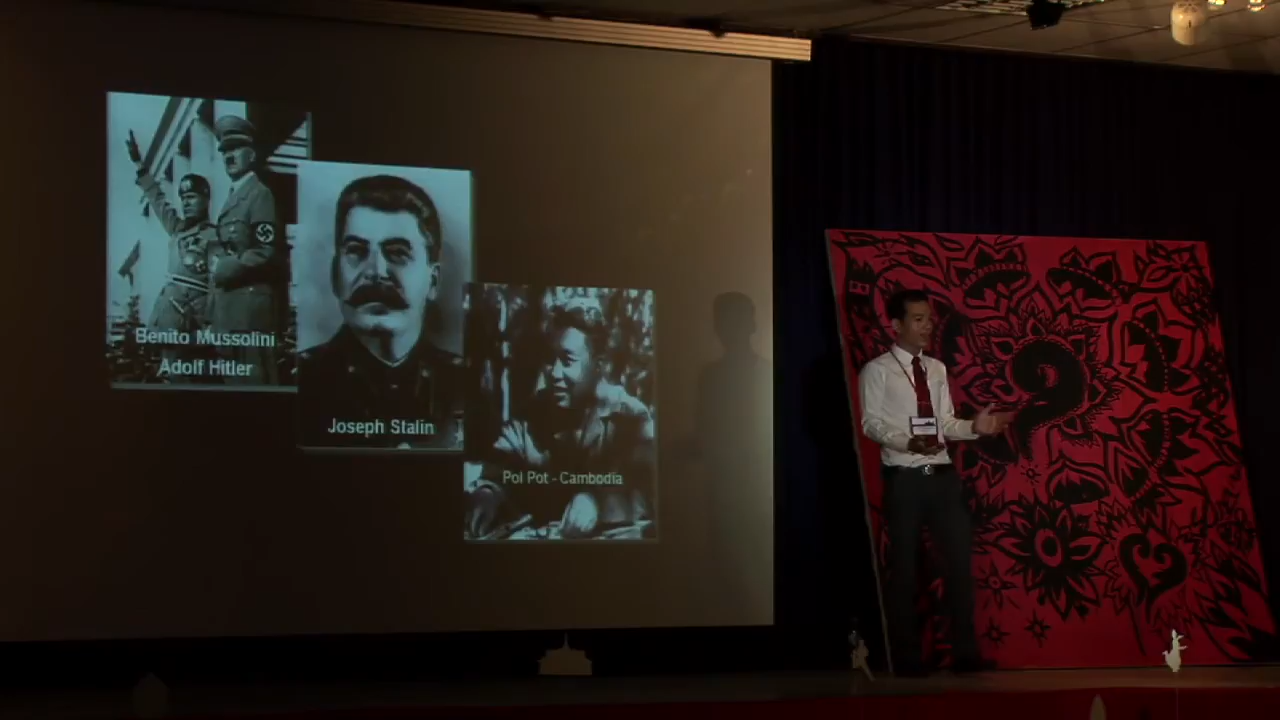 Benito Mussolini
Adolf Hitler
Joseph Stalin
Pol Pot - Cambodia